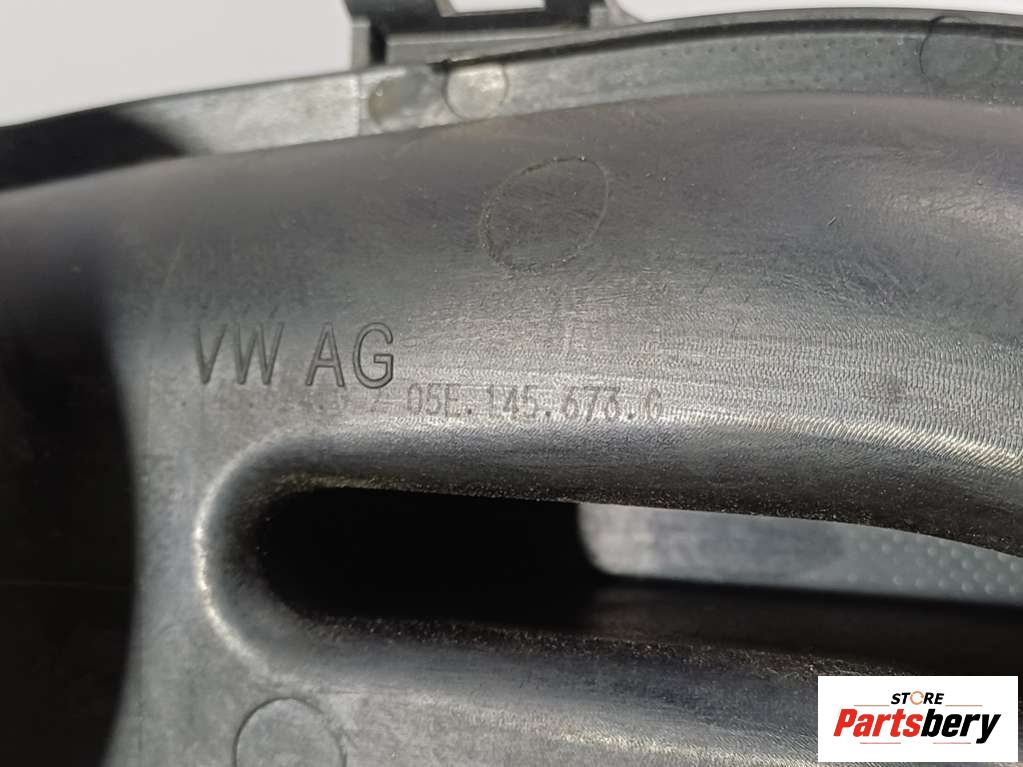 VW AG
05E.145.673.G
STORE
Partsbery